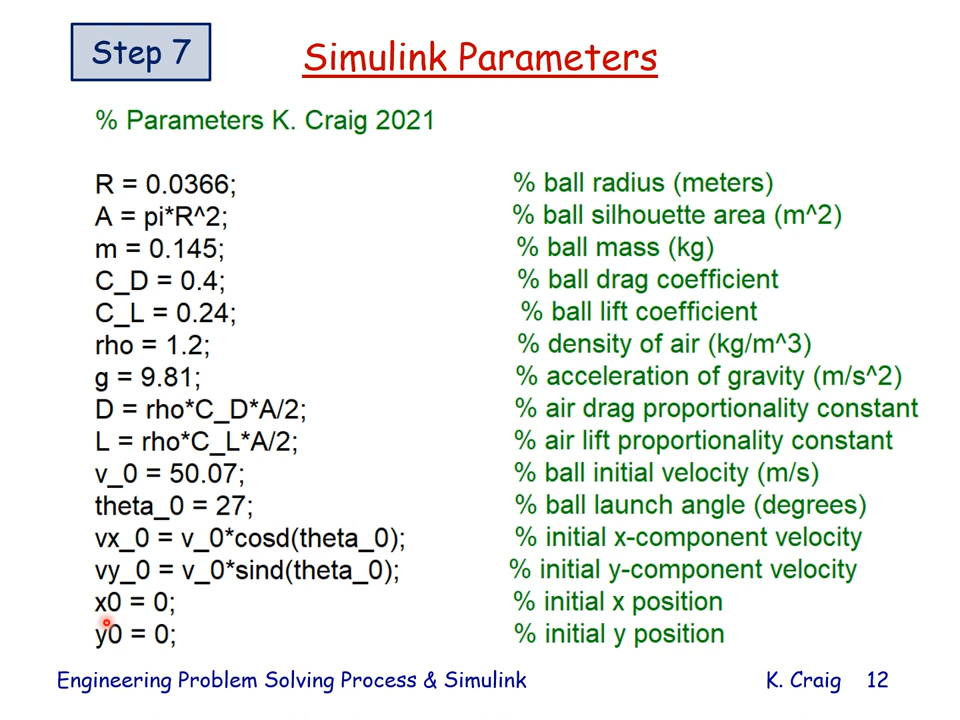 Step 7
Simulink Parameters
% Parameters K. Craig 2021
R = 0.0366; % ball radius (meters)
A = pi*R^2; % ball silhouette area (m^2)
m = 0.145; % ball mass (kg)
C_D = 0.4; % ball drag coefficient
C_L = 0.24; % ball lift coefficient
rho = 1.2; % density of air (kg/m^3)
g = 9.81; % acceleration of gravity (m/s^2)
D = rho*C_D*A/2; % air drag proportionality constant
L = rho*C_L*A/2; % air lift proportionality constant
v_0 = 50.07; % ball initial velocity (m/s)
theta_0 = 27; % ball launch angle (degrees)
vx_0 = v_0*cosd(theta_0); % initial x-component velocity
vy_0 = v_0*sind(theta_0); % initial y-component velocity
x0 = 0; % initial x position
y0 = 0; % initial y position
Engineering Problem Solving Process & Simulink K. Craig 12